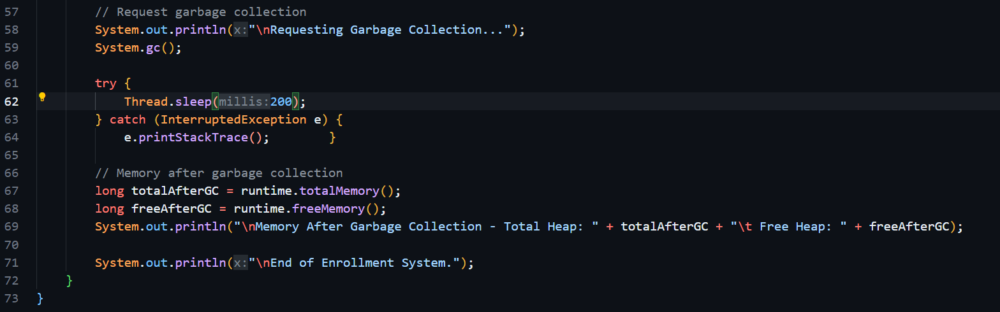 57 // Request garbage collection
58 System.out.println(x:"\nRequesting Garbage Collection...");
59 System.gc();
60
61 try {
62 Thread.sleep(millis:200);
63 } catch (InterruptedException e) {
64 e.printStackTrace();        }
65
66 // Memory after garbage collection
67 long totalAfterGC = runtime.totalMemory();
68 long freeAfterGC = runtime.freeMemory();
69 System.out.println("\nMemory After Garbage Collection - Total Heap: " + totalAfterGC + "\t Free Heap: " + freeAfterGC);
70
71 System.out.println(x:"\nEnd of Enrollment System.");
72 }
73 }